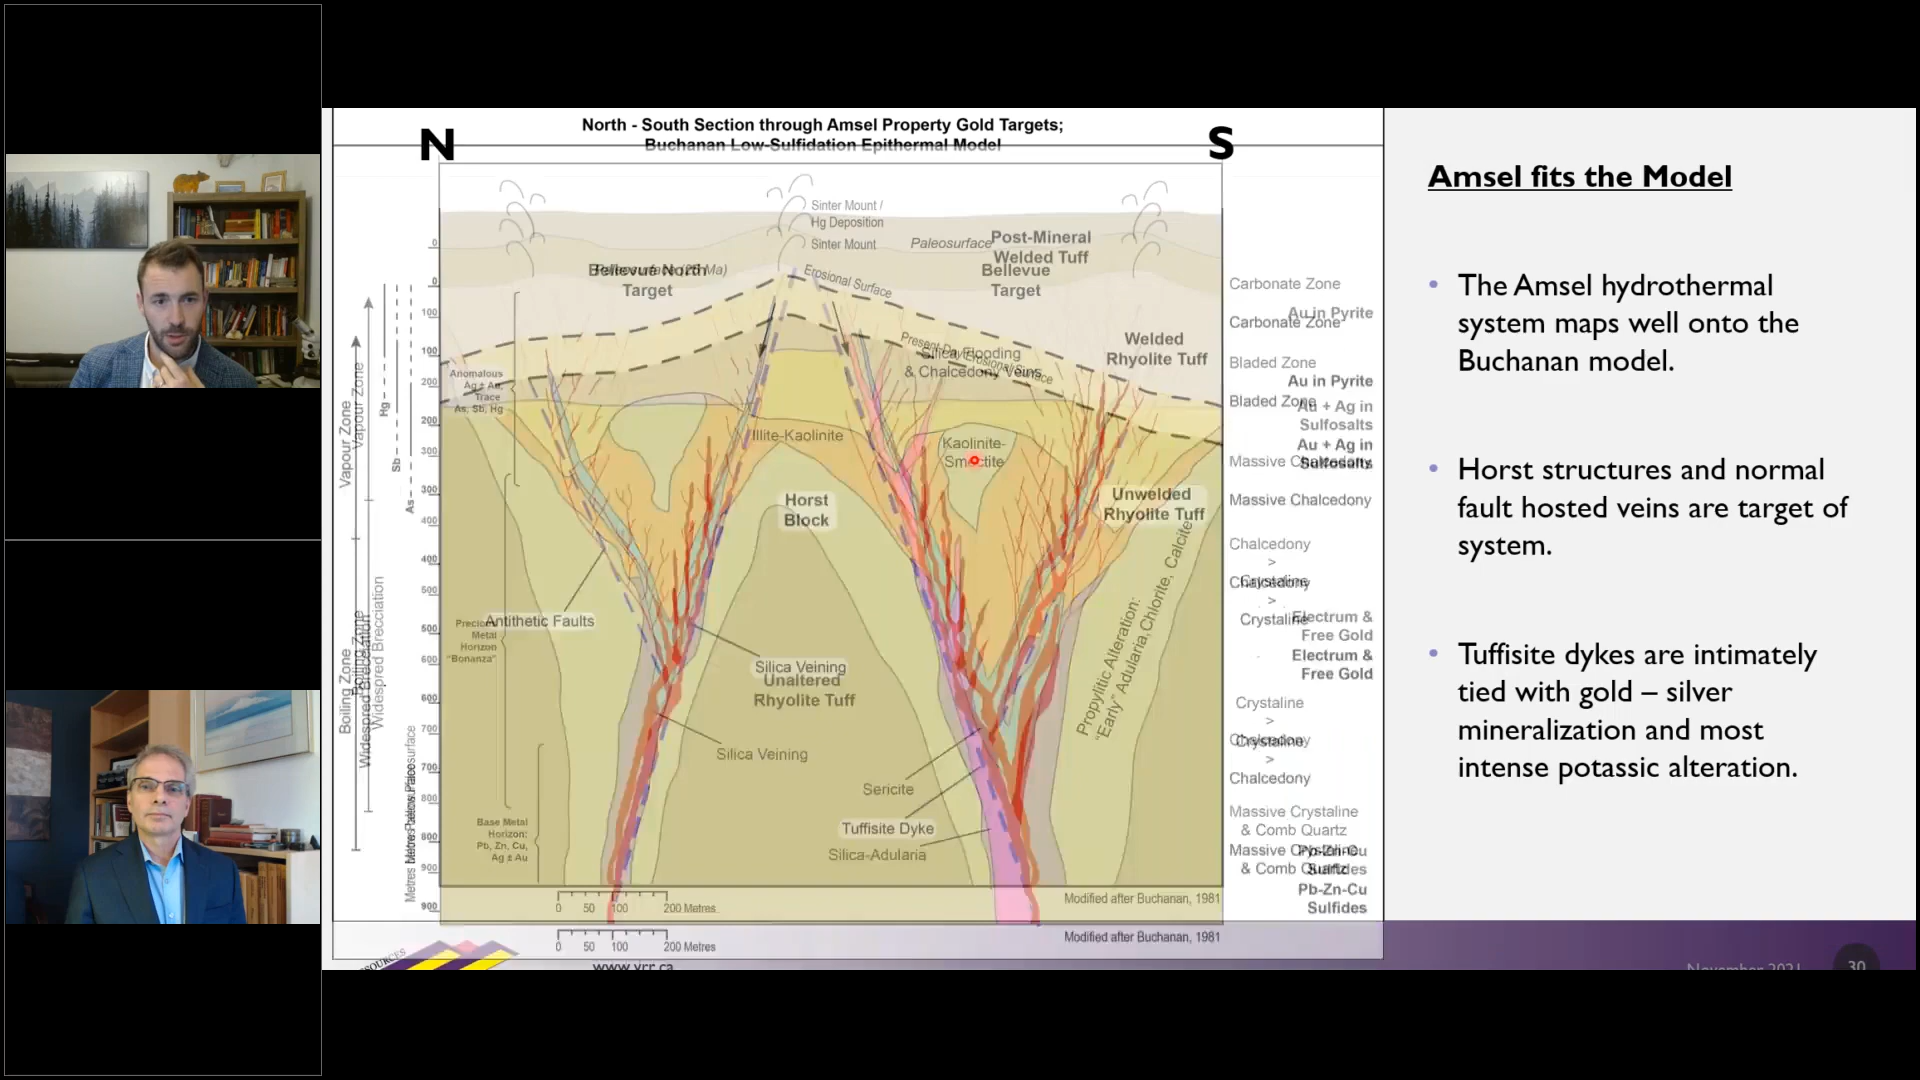 North - South Section through Amsel Property Gold Targets;
Buchanan Low-Sulfidation Epithermal Model
N
S
Sinter Mount /
Hg Deposition
Sinter Mount
Paleosurface
Post-Mineral
Welded Tuff
Bellevue North
Target
Bellevue
Target
Erosional Surface
Present Day Erosional Surface
Silica Flooding
& Chalcedony Veins
Welded
Rhyolite Tuff
Anomalous
Ag ± Au,
Trace
As, Sb, Hg
Illite-Kaolinite
Kaolinite-
Smectite
Horst
Block
Unwelded
Rhyolite Tuff
Antithetic Faults
Precious
Metal
Horizon
"Bonanza"
Silica Veining
Unaltered
Rhyolite Tuff
Silica Veining
Propylitic Alteration:
"Early" Adularia, Chlorite, Calcite
Sericite
Tuffisite Dyke
Silica-Adularia
Base Metal
Horizon:
Pb, Zn, Cu,
Ag ± Au
0
0
100
100
200
200
300
300
400
400
500
500
600
600
700
700
800
800
900
900
Vapour Zone
Vapour Zone
Boiling Zone
Boiling Zone
Widespred Brecciation
Widespred Brecciation
Hg
Sb
As
0 50 100 200 Metres
Modified after Buchanan, 1981
0 50 100 200 Metres
Modified after Buchanan, 1981
Carbonate Zone
Au in Pyrite
Carbonate Zone
Bladed Zone
Au in Pyrite
Bladed Zone
Au + Ag in
Sulfosalts
Au + Ag in
Sulfosalts
Massive Chalcedony
Massive Chalcedony
Chalcedony
>
Crystaline
Chalcedony
>
Crystaline
Electrum &
Free Gold
Electrum &
Free Gold
Crystaline
>
Chalcedony
Crystaline
>
Chalcedony
Massive Crystaline
& Comb Quartz
Massive Crystaline
& Comb Quartz
Pb-Zn-Cu
Sulfides
Pb-Zn-Cu
Sulfides
www.yrr.ca
Amsel fits the Model
• The Amsel hydrothermal
system maps well onto the
Buchanan model.
• Horst structures and normal
fault hosted veins are target of
system.
• Tuffisite dykes are intimately
tied with gold – silver
mineralization and most
intense potassic alteration.
November 2021
30